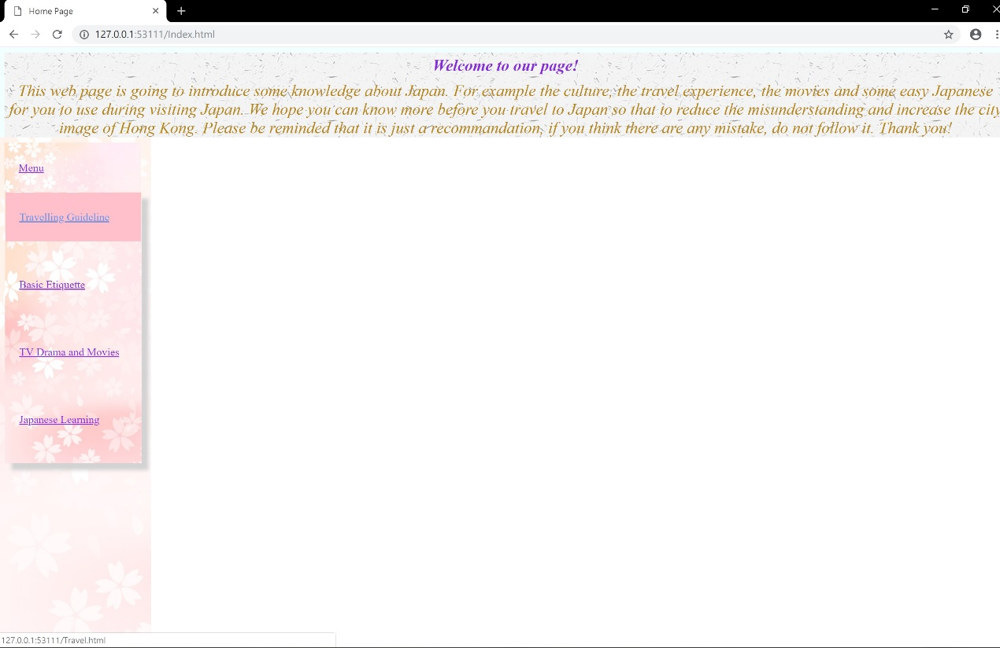 Home Page
127.0.0.1:53111/Index.html
Welcome to our page!
This web page is going to introduce some knowledge about Japan. For example the culture, the travel experience, the movies and some easy Japanese
for you to use during visiting Japan. We hope you can know more before you travel to Japan so that to reduce the misunderstanding and increase the city
image of Hong Kong. Please be reminded that it is just a recommandation, if you think there are any mistake, do not follow it. Thank you!
Menu
Travelling Guideline
Basic Etiquette
TV Drama and Movies
Japanese Learning
127.0.0.1:53111/Travel.html